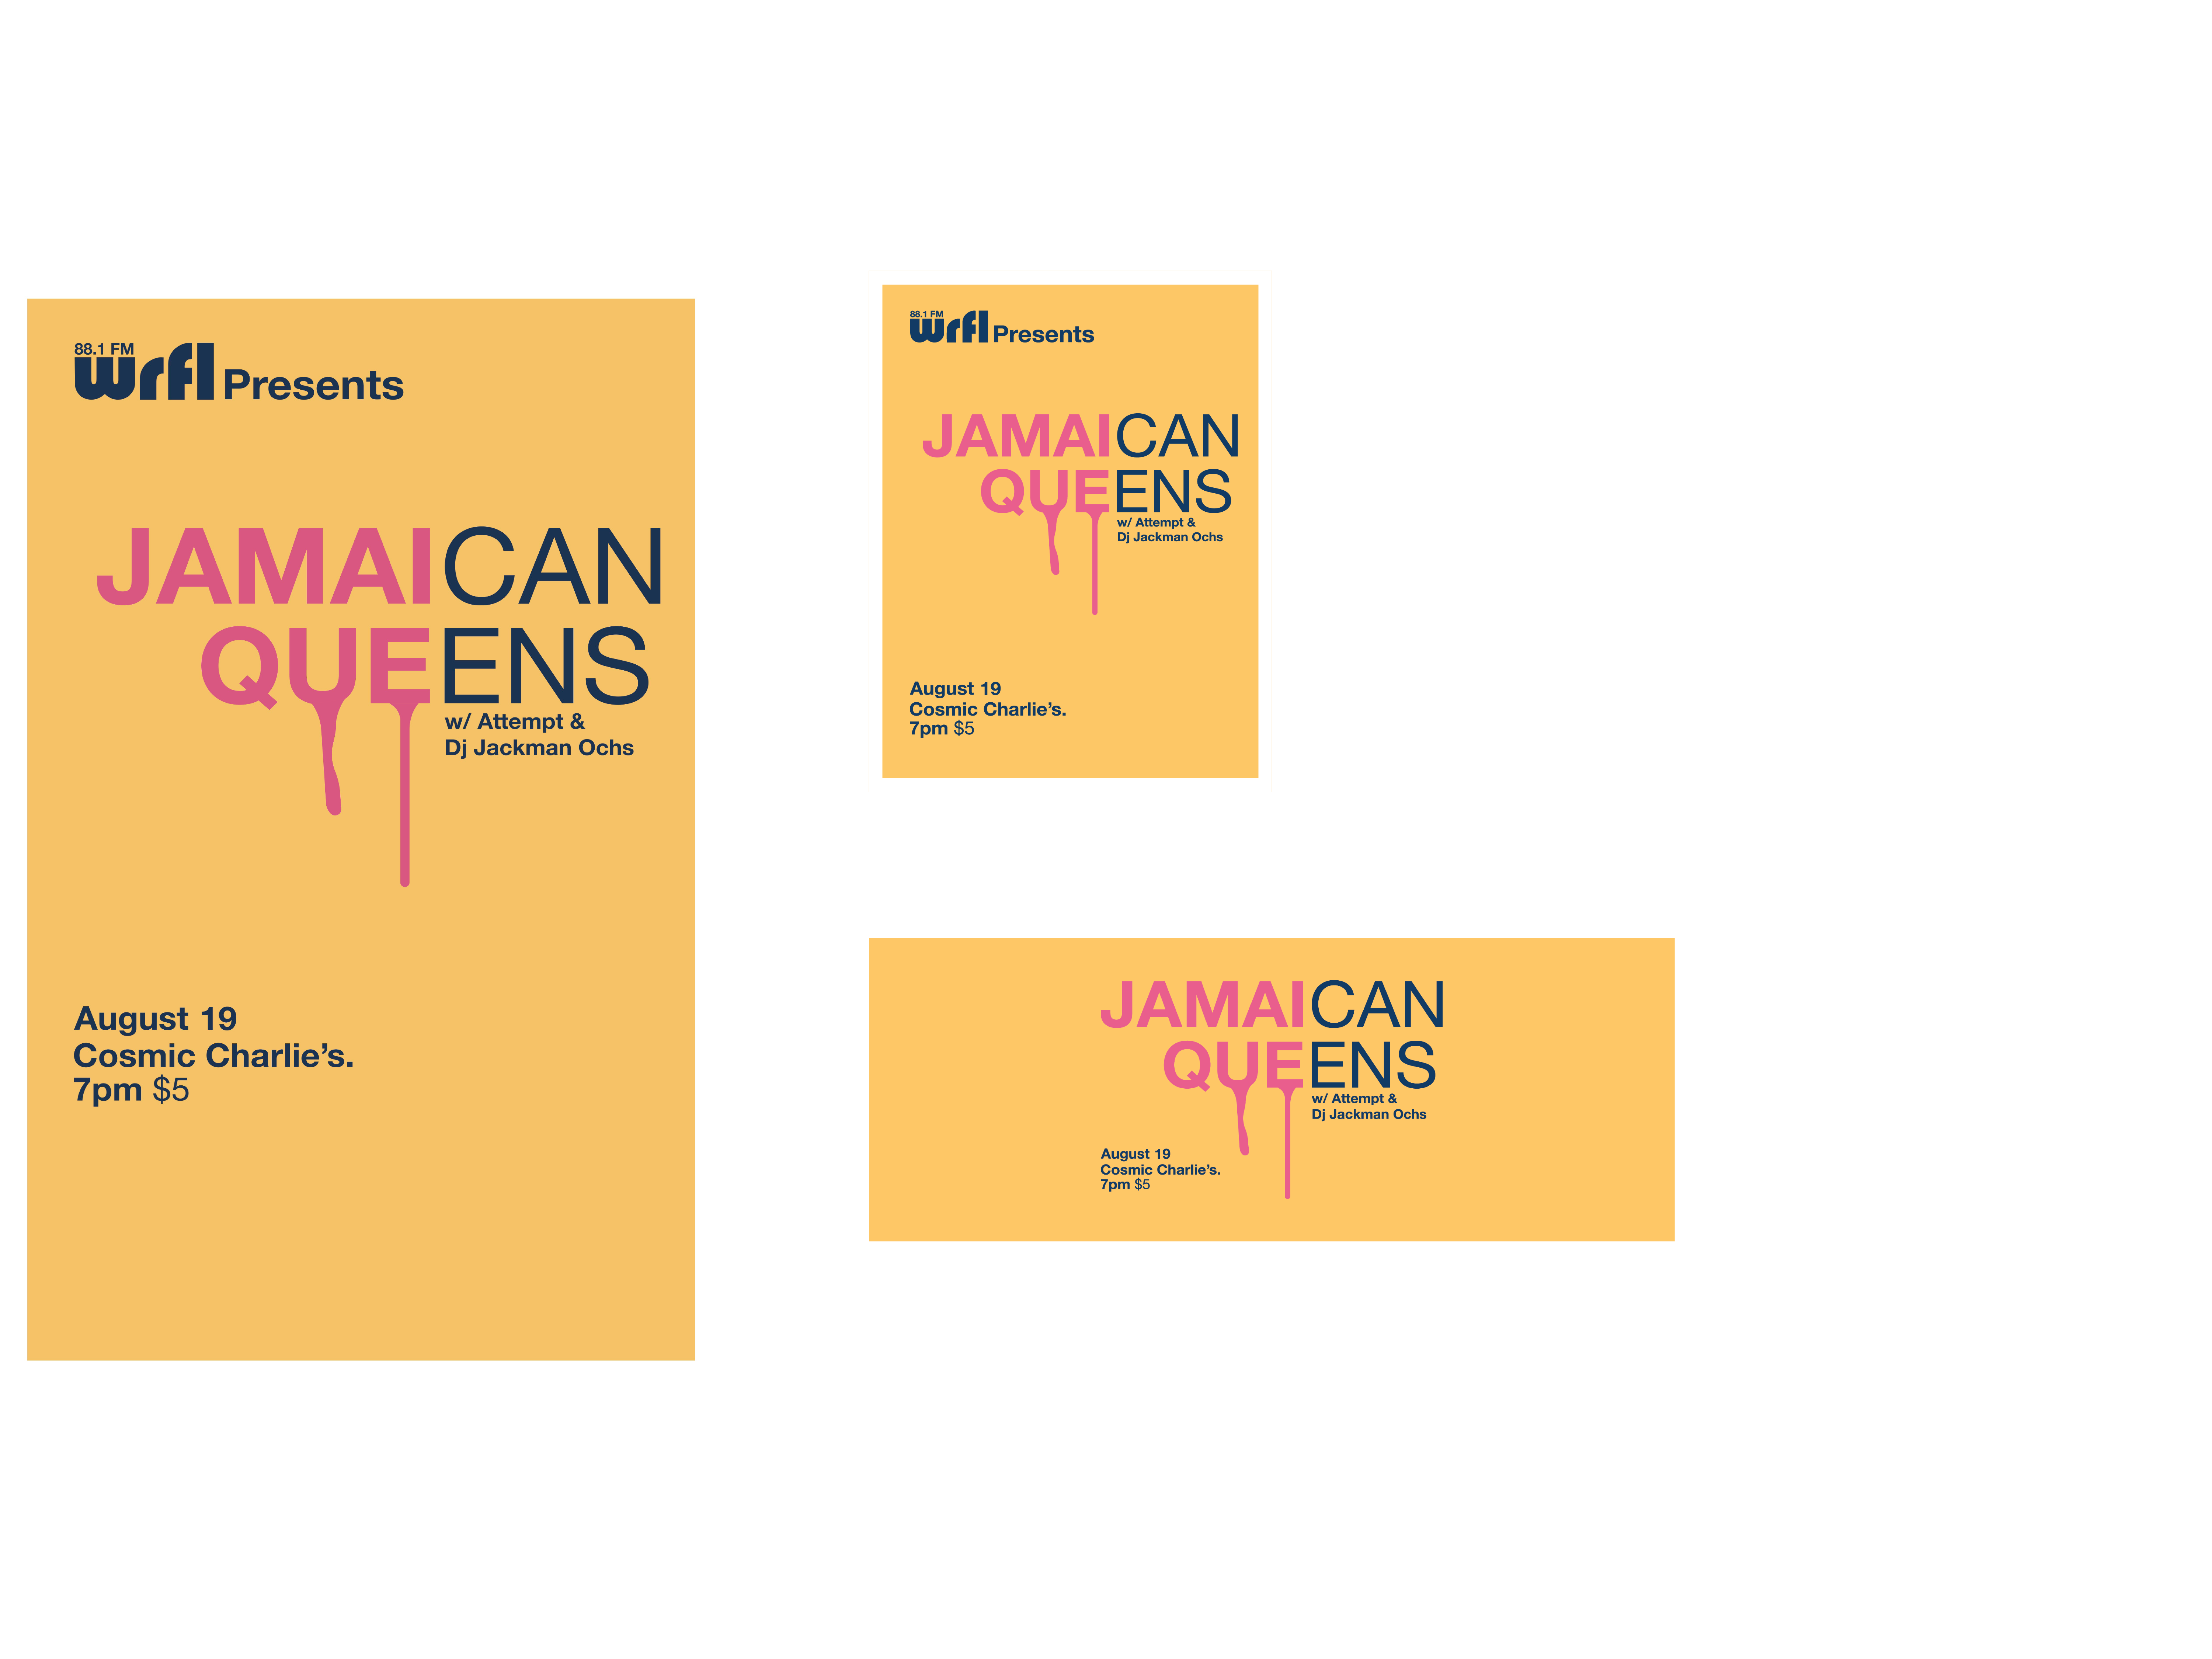 88.1 FM
wrfl Presents
JAMAICAN
QUEENS
w/ Attempt &
Dj Jackman Ochs
August 19
Cosmic Charlie’s.
7pm $5
88.1 FM
wrfl Presents
JAMAICAN
QUEENS
w/ Attempt &
Dj Jackman Ochs
August 19
Cosmic Charlie’s.
7pm $5
JAMAICAN
QUEENS
w/ Attempt &
Dj Jackman Ochs
August 19
Cosmic Charlie’s.
7pm $5